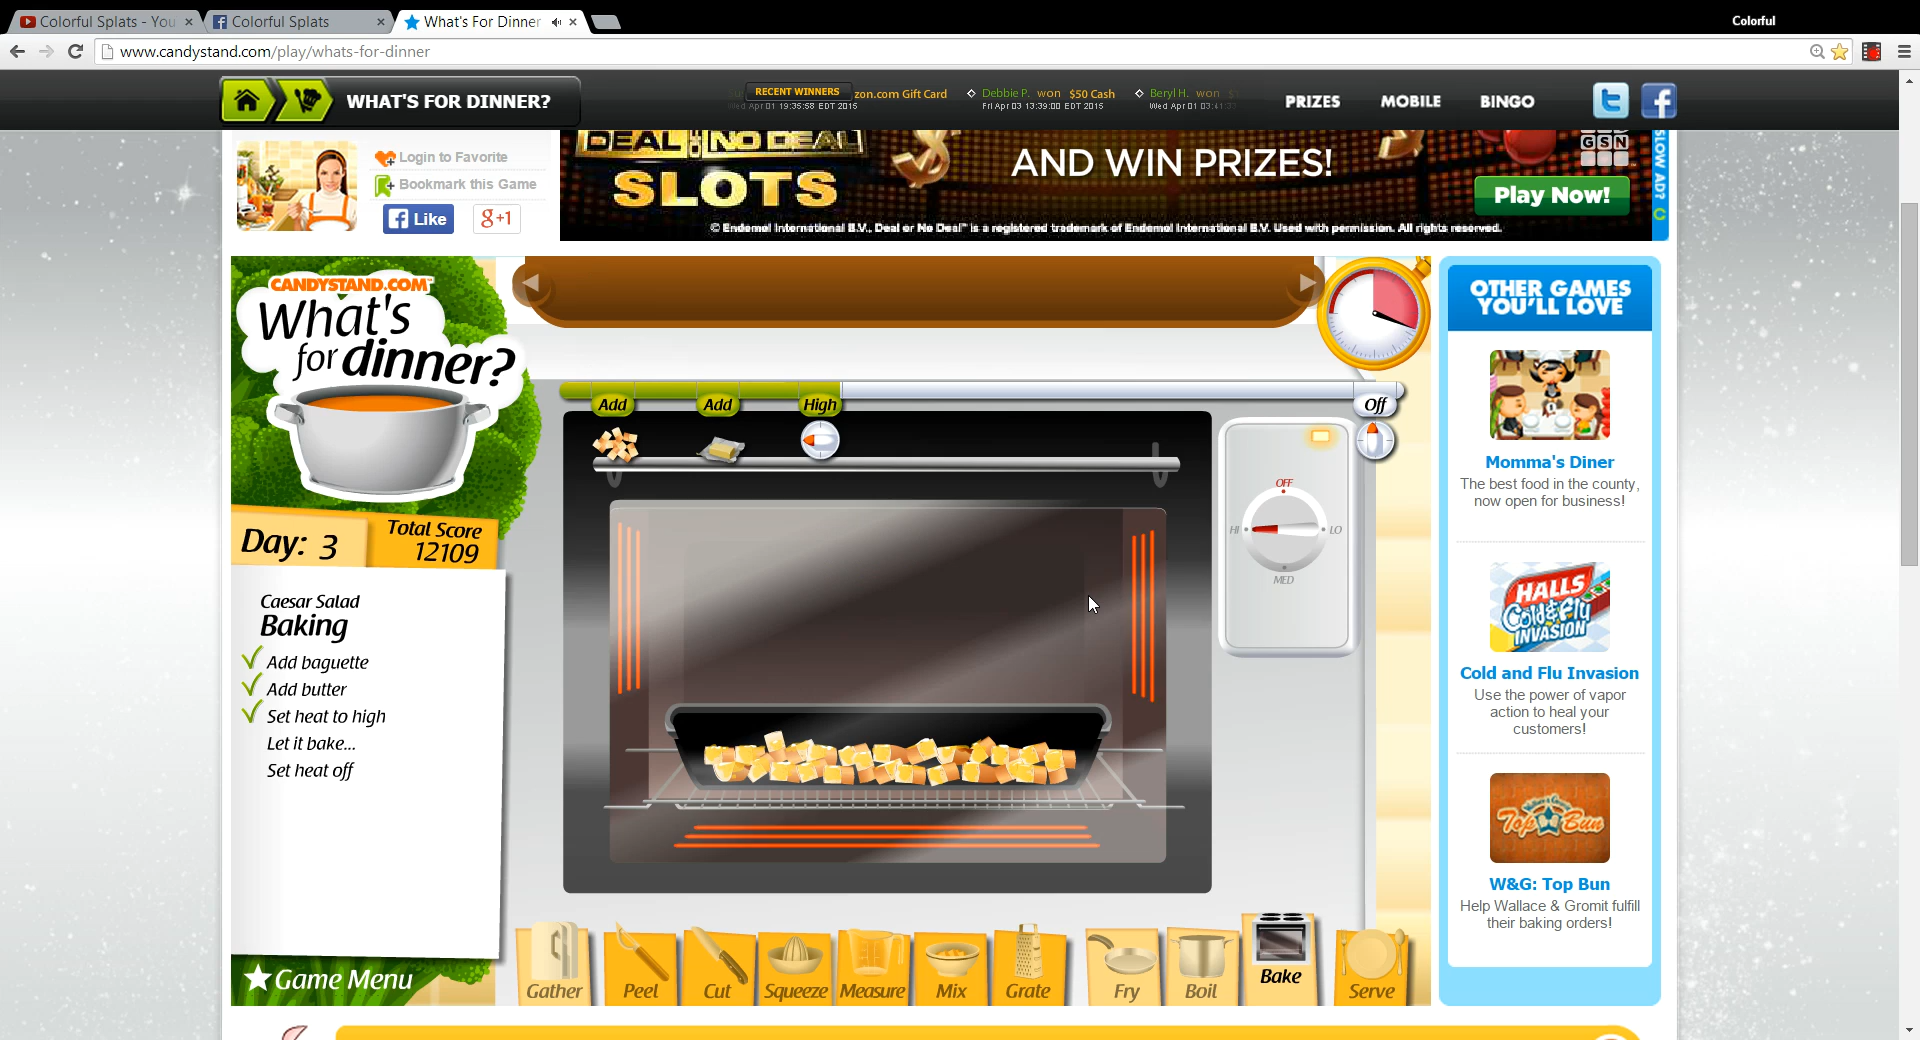 Colorful Splats - You
Colorful Splats
What's For Dinner
Colorful
www.candystand.com/play/whats-for-dinner
WHAT'S FOR DINNER?
RECENT WINNERS
zon.com Gift Card
Wed Apr 01 19:35:58 EDT 2015
Debbie P. won $50 Cash
Fri Apr 03 13:39:00 EDT 2015
Beryl H. won
Wed Apr 01 03:41:
PRIZES
MOBILE
BINGO
Login to Favorite
Bookmark this Game
Like
g+1
DEAL NO DEAL
SLOTS
AND WIN PRIZES!
GSN
Play Now!
SLOW AD?
© Endemol International B.V., Deal or No Deal™ is a registered trademark of Endemol International B.V. Used with permission. All rights reserved.
CANDYSTAND.COM
What's
for dinner?
Day: 3
Total Score
12109
Caesar Salad
Baking
Add baguette
Add butter
Set heat to high
Let it bake...
Set heat off
Game Menu
Add
Add
High
Off
OFF
HI
LO
MED
Gather
Peel
Cut
Squeeze
Measure
Mix
Grate
Fry
Boil
Bake
Serve
OTHER GAMES
YOU'LL LOVE
Momma's Diner
The best food in the county,
now open for business!
HALLS
Cold & Flu
INVASION
Cold and Flu Invasion
Use the power of vapor
action to heal your
customers!
Wallace & Gromit
Top Bun
W&G: Top Bun
Help Wallace & Gromit fulfill
their baking orders!